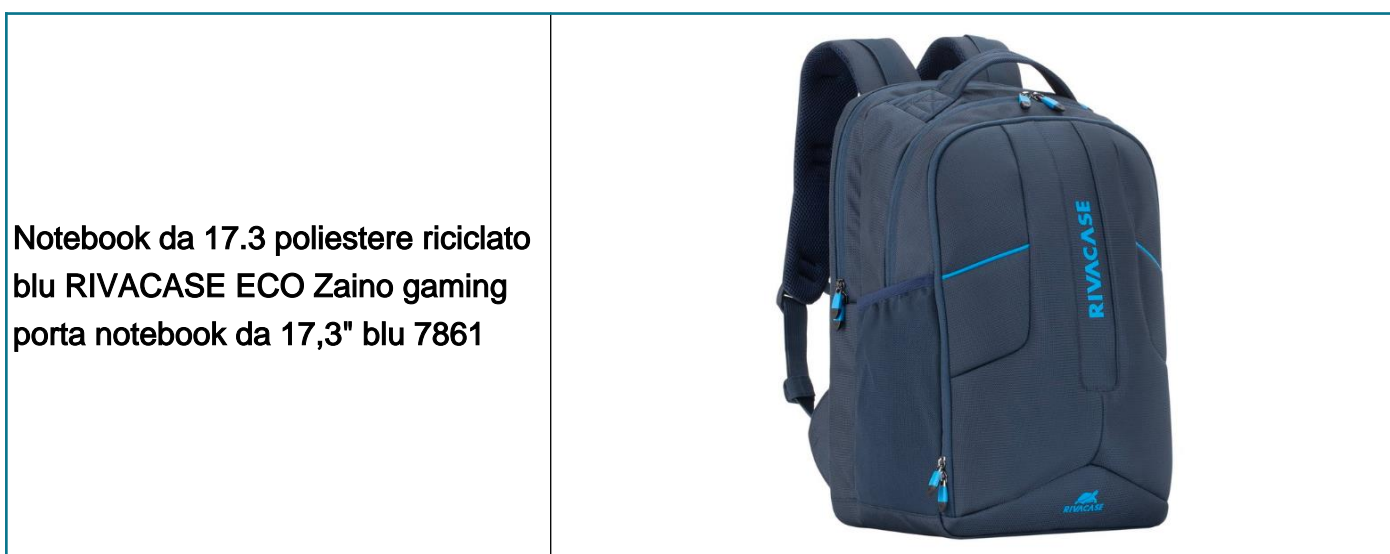 Notebook da 17.3 poliestere riciclato
blu RIVACASE ECO Zaino gaming
porta notebook da 17,3" blu 7861
RIVACASE
RIVACASE